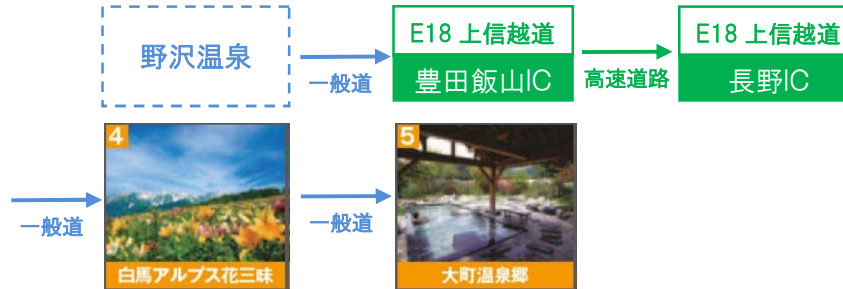 野沢温泉
一般道
E18 上信越道
豊田飯山IC
高速道路
E18 上信越道
長野IC
一般道
4
白馬アルプス花三昧
一般道
5
大町温泉郷